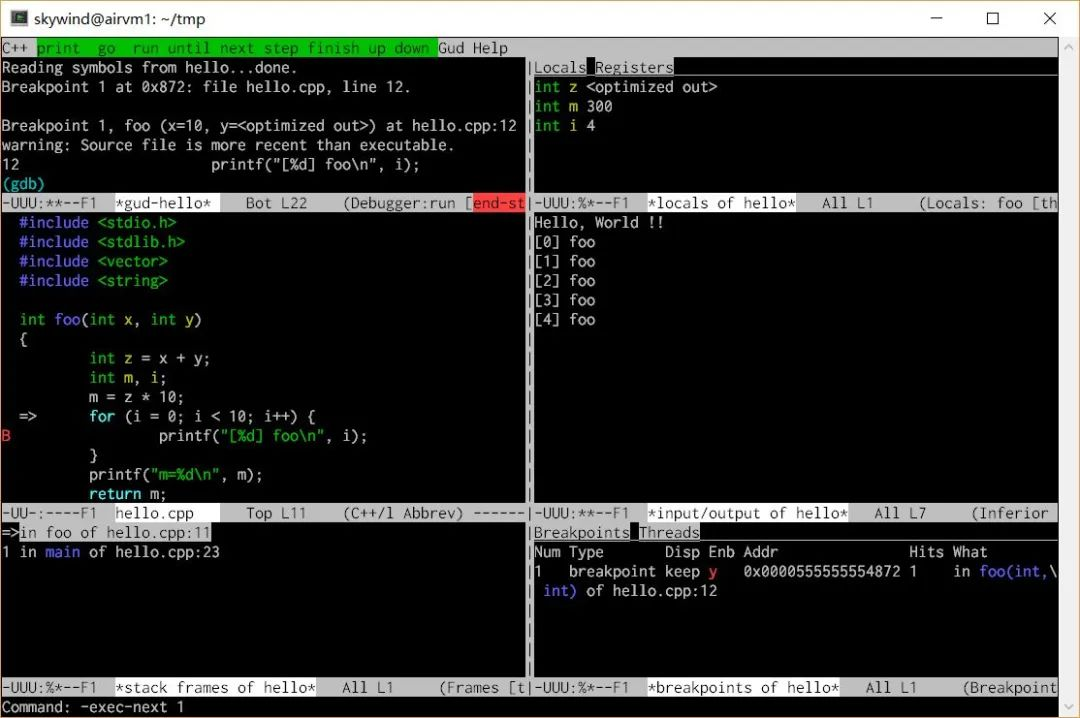 skywind@airvm1: ~/tmp
C++ print go run until next step finish up down Gud Help
Reading symbols from hello...done.
Breakpoint 1 at 0x872: file hello.cpp, line 12.
Breakpoint 1, foo (x=10, y=<optimized out>) at hello.cpp:12
warning: Source file is more recent than executable.
12 printf("[%d] foo\n", i);
(gdb)
-UUU:**--F1 *gud-hello* Bot L22 (Debugger:run [end-st
Locals Registers
int z <optimized out>
int m 300
int i 4
-UUU:%*--F1 *locals of hello* All L1 (Locals: foo [th
#include <stdio.h>
#include <stdlib.h>
#include <vector>
#include <string>
int foo(int x, int y)
{
int z = x + y;
int m, i;
m = z * 10;
=> for (i = 0; i < 10; i++) {
B printf("[%d] foo\n", i);
}
printf("m=%d\n", m);
return m;
-UU-:----F1 hello.cpp Top L11 (C++/l Abbrev) ------
Hello, World !!
[0] foo
[1] foo
[2] foo
[3] foo
[4] foo
-UUU:**--F1 *input/output of hello* All L7 (Inferior
=>in foo of hello.cpp:11
1 in main of hello.cpp:23
-UUU:%*--F1 *stack frames of hello* All L1 (Frames [t
Breakpoints Threads
Num Type Disp Enb Addr Hits What
1 breakpoint keep y 0x0000555555554872 1 in foo(int,\
int) of hello.cpp:12
-UUU:%*--F1 *breakpoints of hello* All L1 (Breakpoint
Command: -exec-next 1